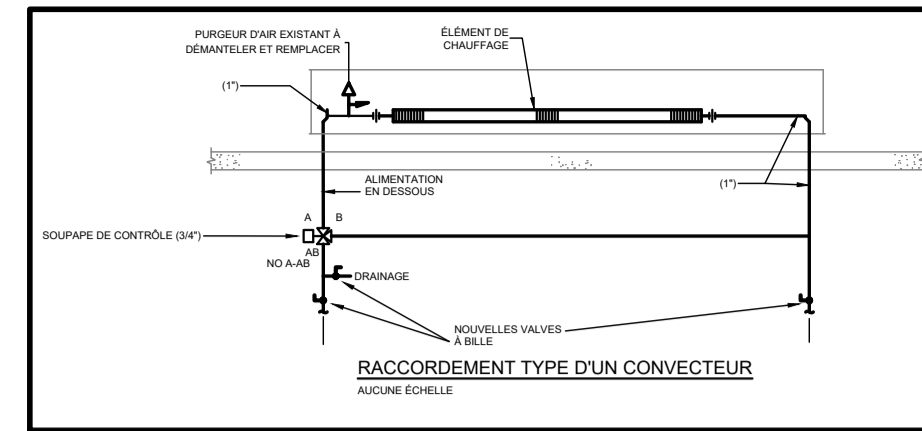 PURGEUR D'AIR EXISTANT À
DÉMANTELER ET REMPLACER
ÉLÉMENT DE
CHAUFFAGE
(1")
ALIMENTATION
EN DESSOUS
(1")
A
B
SOUPAPE DE CONTRÔLE (3/4")
AB
NO A-AB
DRAINAGE
NOUVELLES VALVES
À BILLE
RACCORDEMENT TYPE D'UN CONVECTEUR
AUCUNE ÉCHELLE